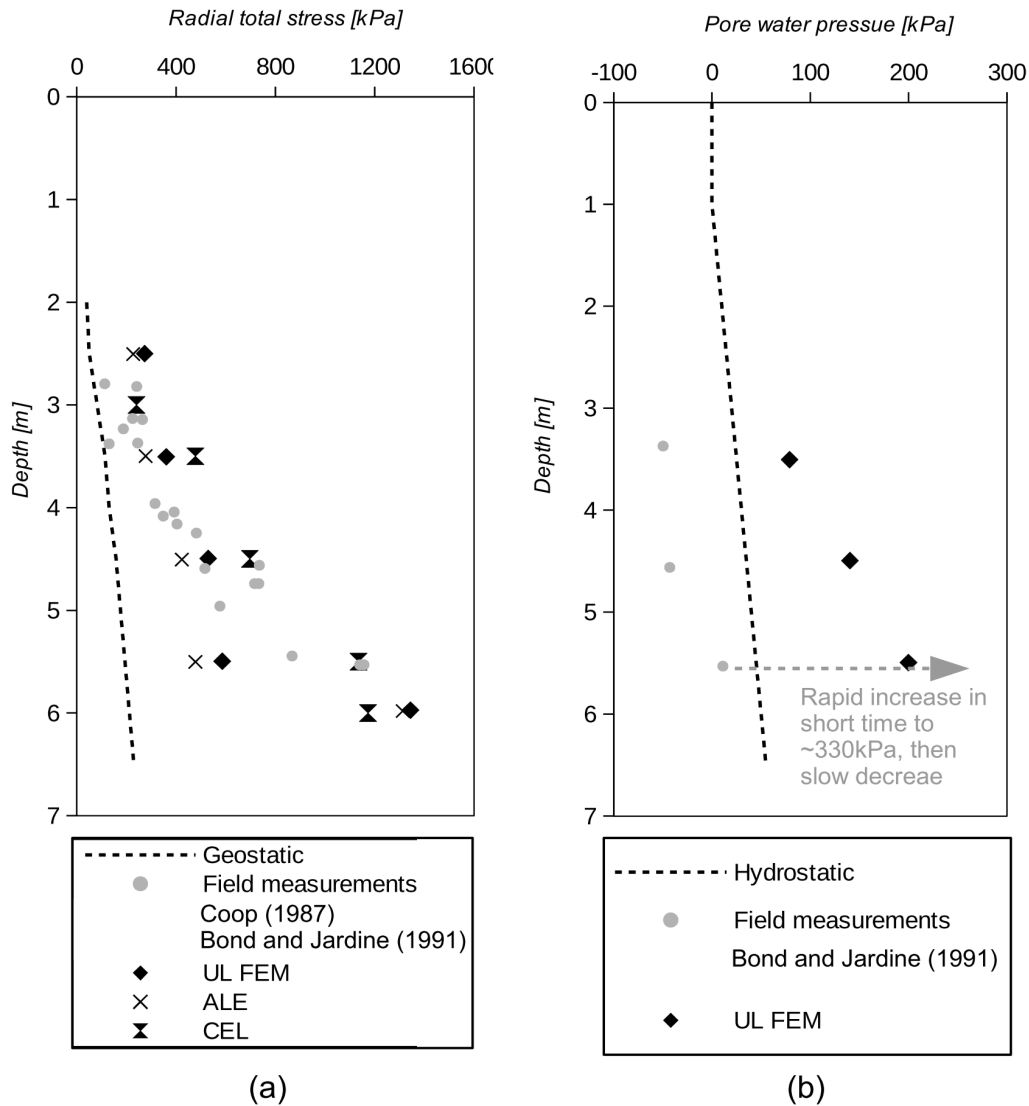 Radial total stress [kPa]
0 400 800 1200 1600
0
1
2
3
4
5
6
7
Depth [m]
Geostatic
Field measurements
Coop (1987)
Bond and Jardine (1991)
UL FEM
ALE
CEL
(a)
Pore water pressue [kPa]
-100 0 100 200 300
0
1
2
3
4
5
6
7
Depth [m]
Rapid increase in
short time to
~330kPa, then
slow decreae
Hydrostatic
Field measurements
Bond and Jardine (1991)
UL FEM
(b)